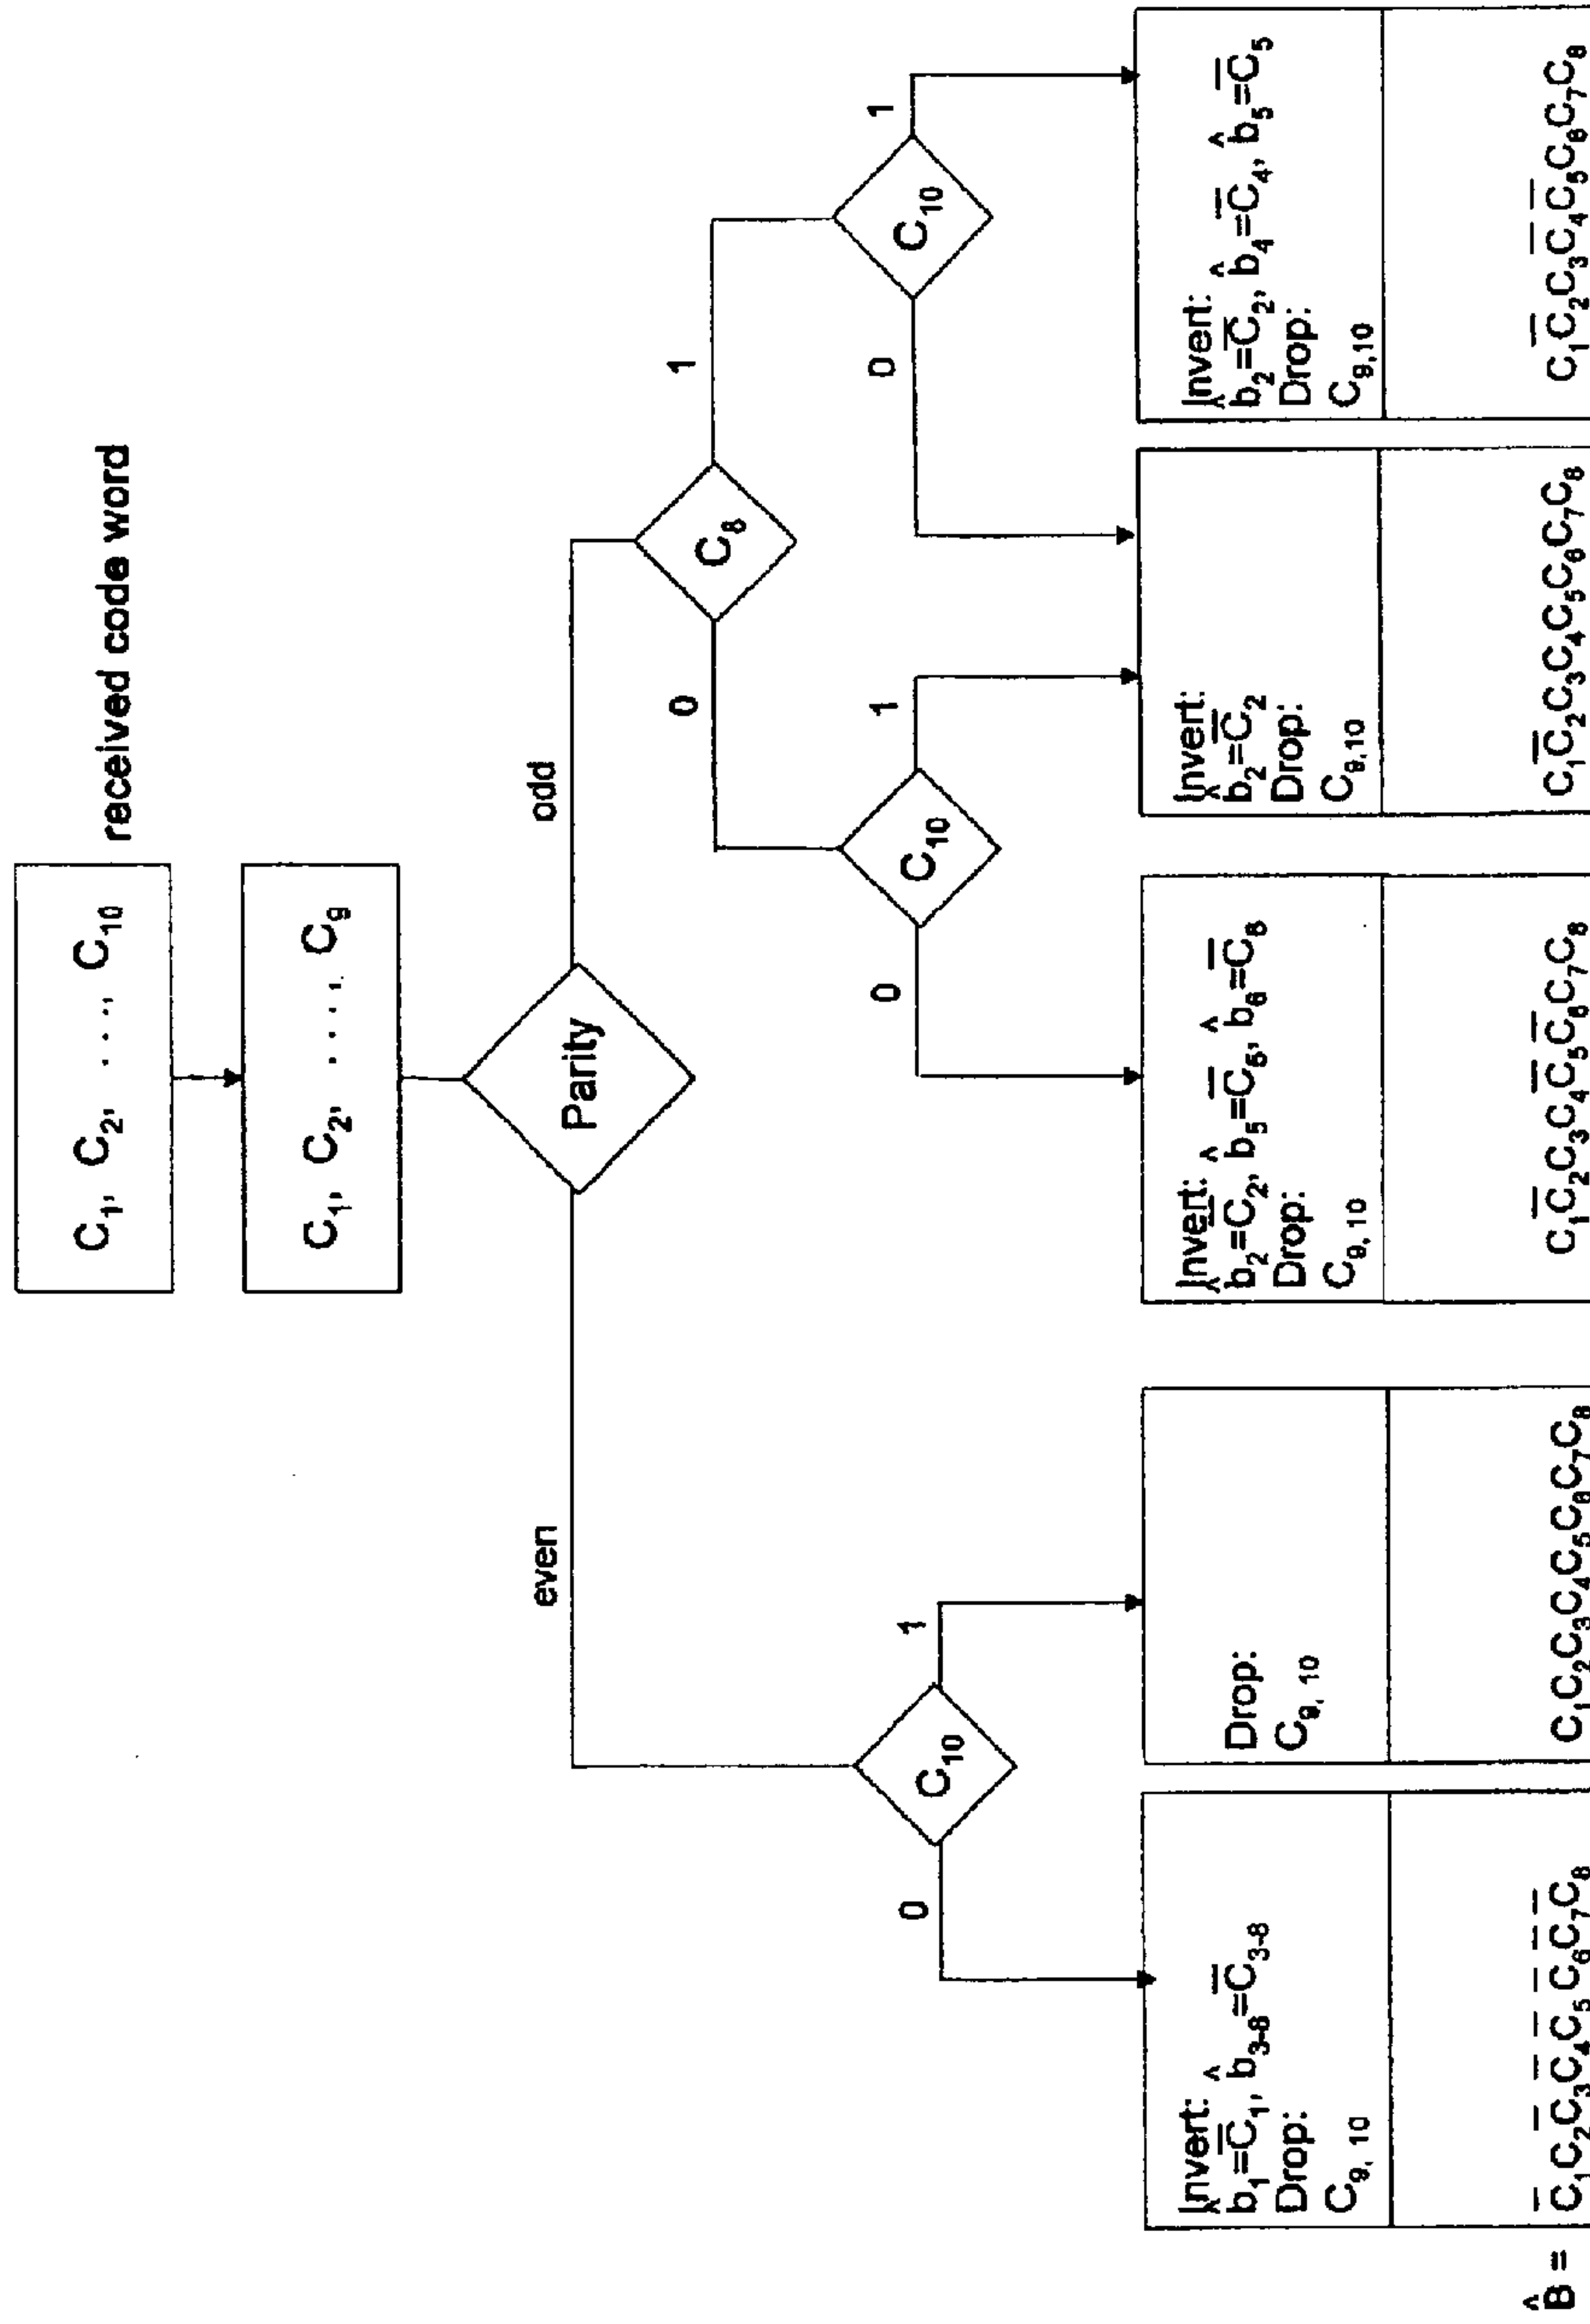 C₁, C₂, ..., C₁₀
received code word
C₁, C₂, ..., C₉
Parity
even
odd
C₈
0
1
C₁₀
0
1
C₁₀
0
1
C₁₀
0
1
Invert:
b̂₁=C̅₁, b̂₃₋₈=C̅₃₋₈
Drop:
C₉, ₁₀
Drop:
C₉, ₁₀
Invert:
b̂₂=C̅₂, b̂₅=C̅₅, b̂₆=C̅₆
Drop:
C₉, ₁₀
Invert:
b̂₂=C̅₂
Drop:
C₉,₁₀
Invert:
b̂₂=C̅₂, b̂₄=C̅₄, b̂₅=C̅₅
Drop:
C₉,₁₀
B̂ =
C̅₁C̅₂C̅₃C̅₄C̅₅C̅₆C̅₇C̅₈
C₁C₂C₃C₄C₅C₆C₇C₈
C₁C̅₂C₃C₄C̅₅C̅₆C₇C₈
C₁C̅₂C₃C₄C₅C₆C₇C₈
C₁C̅₂C₃C̅₄C̅₅C₆C₇C₈